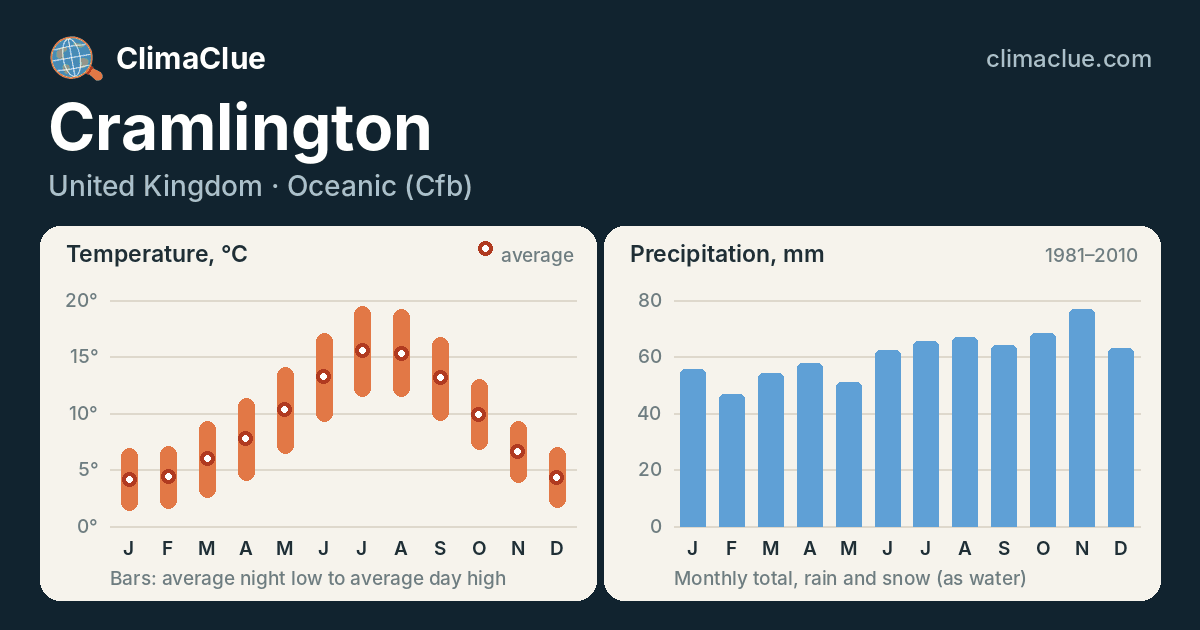 ClimaClue
climaclue.com
Cramlington
United Kingdom · Oceanic (Cfb)
Temperature, °C
average
20°
15°
10°
5°
0°
J F M A M J J A S O N D
Bars: average night low to average day high
Precipitation, mm
1981–2010
80
60
40
20
0
J F M A M J J A S O N D
Monthly total, rain and snow (as water)